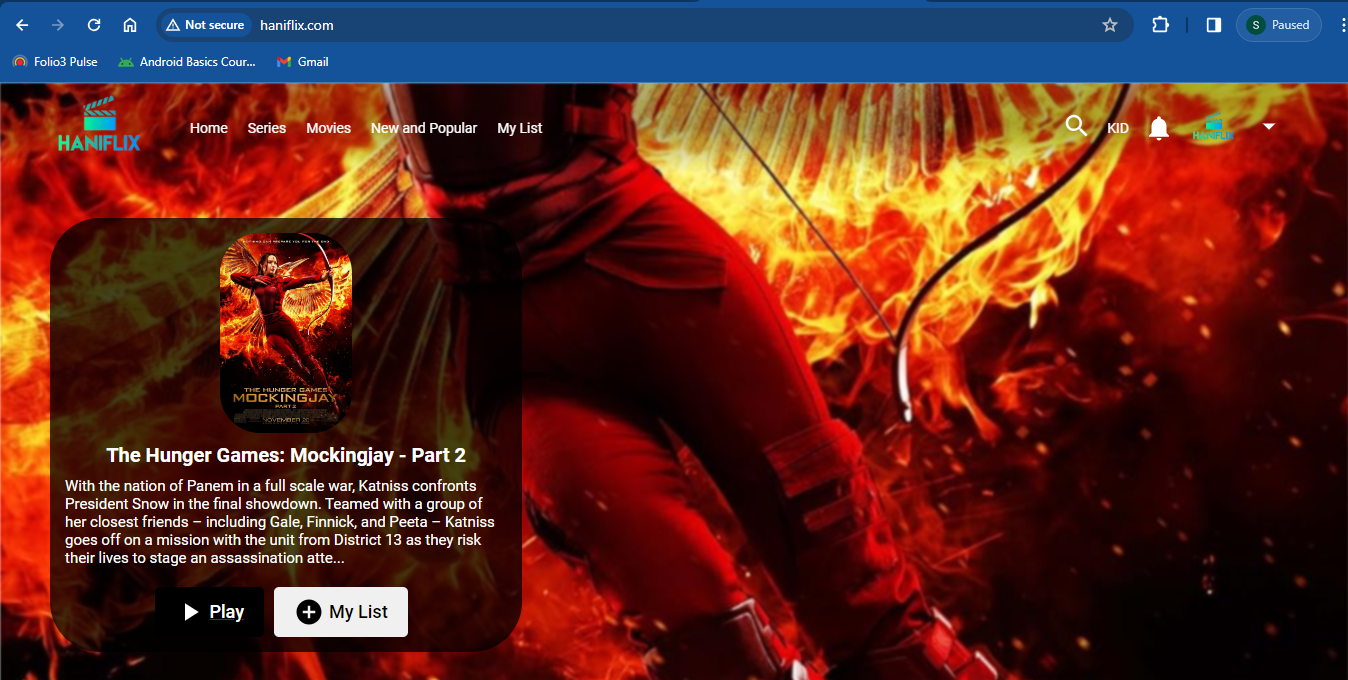 Not secure
haniflix.com
S
Paused
Folio3 Pulse
Android Basics Cour...
Gmail
HANIFLIX
Home
Series
Movies
New and Popular
My List
KID
HANIFLIX
THE HUNGER GAMES
MOCKINGJAY
PART 2
The Hunger Games: Mockingjay - Part 2
With the nation of Panem in a full scale war, Katniss confronts
President Snow in the final showdown. Teamed with a group of
her closest friends – including Gale, Finnick, and Peeta – Katniss
goes off on a mission with the unit from District 13 as they risk
their lives to stage an assassination atte...
Play
My List